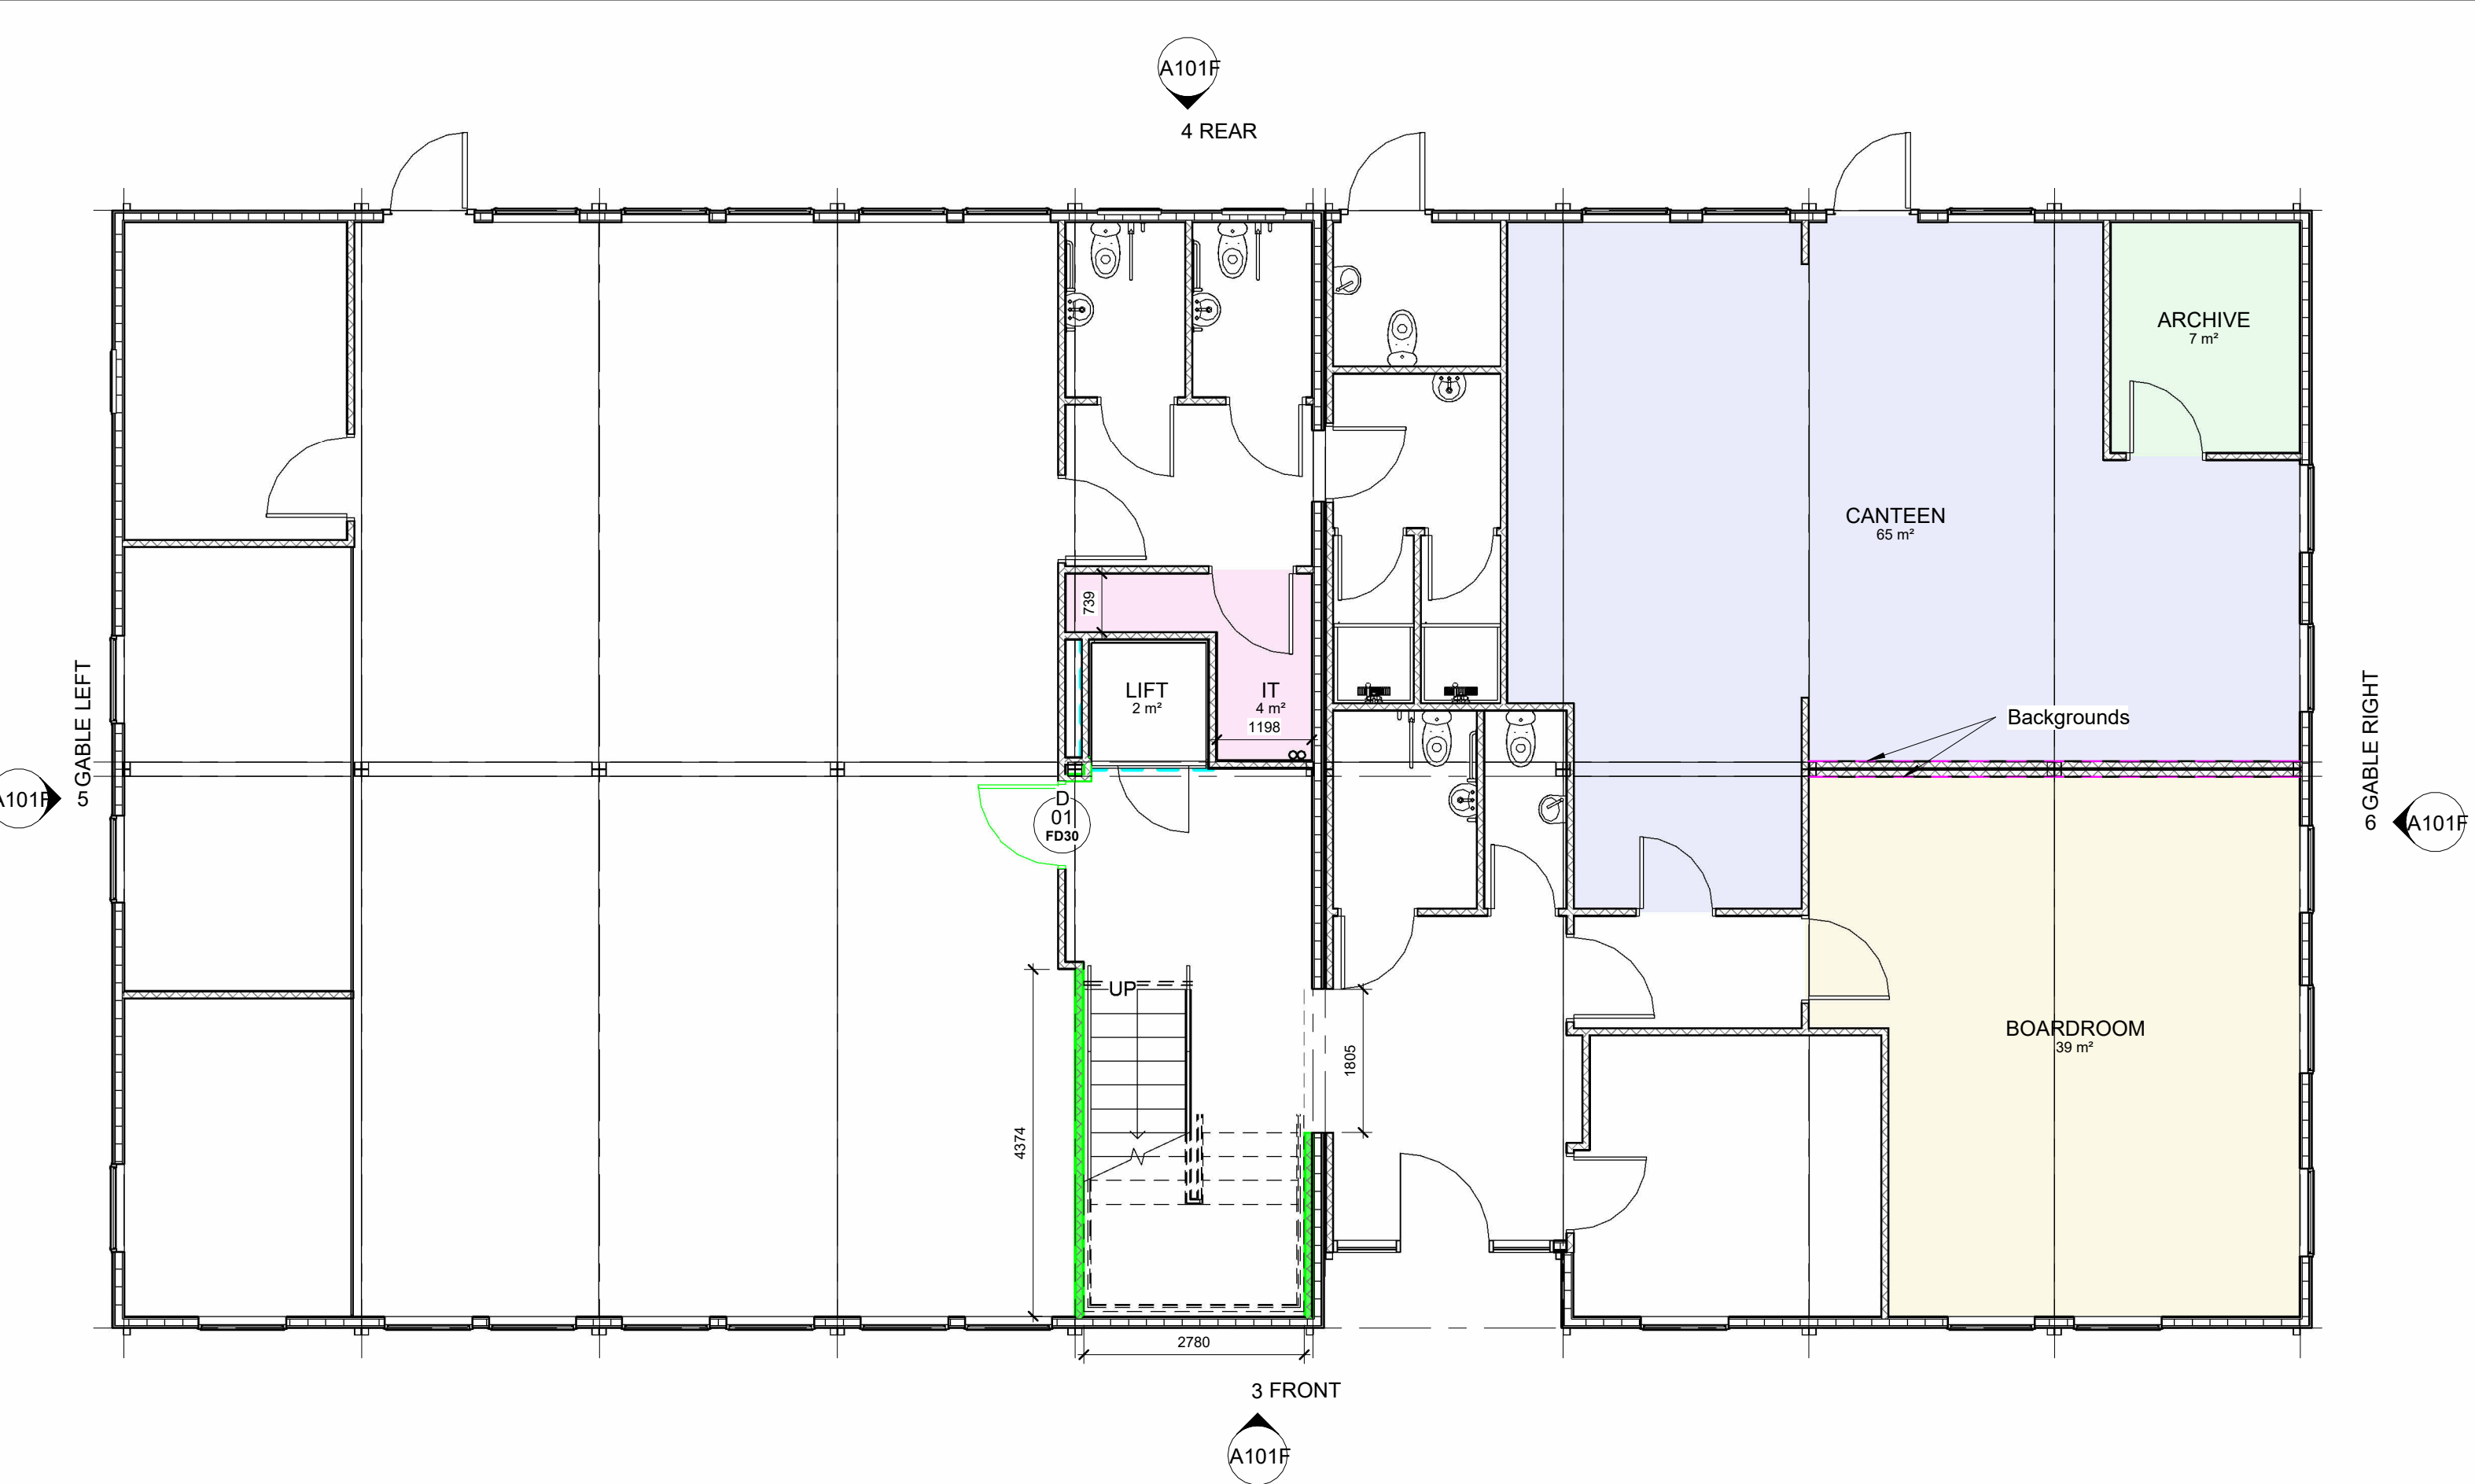 A101F
4 REAR
ARCHIVE
7 m²
CANTEEN
65 m²
739
LIFT
2 m²
IT
4 m²
1198
Backgrounds
5 GABLE LEFT
A101F
6 GABLE RIGHT
A101F
D
01
FD30
UP
BOARDROOM
39 m²
1805
4374
2780
3 FRONT
A101F